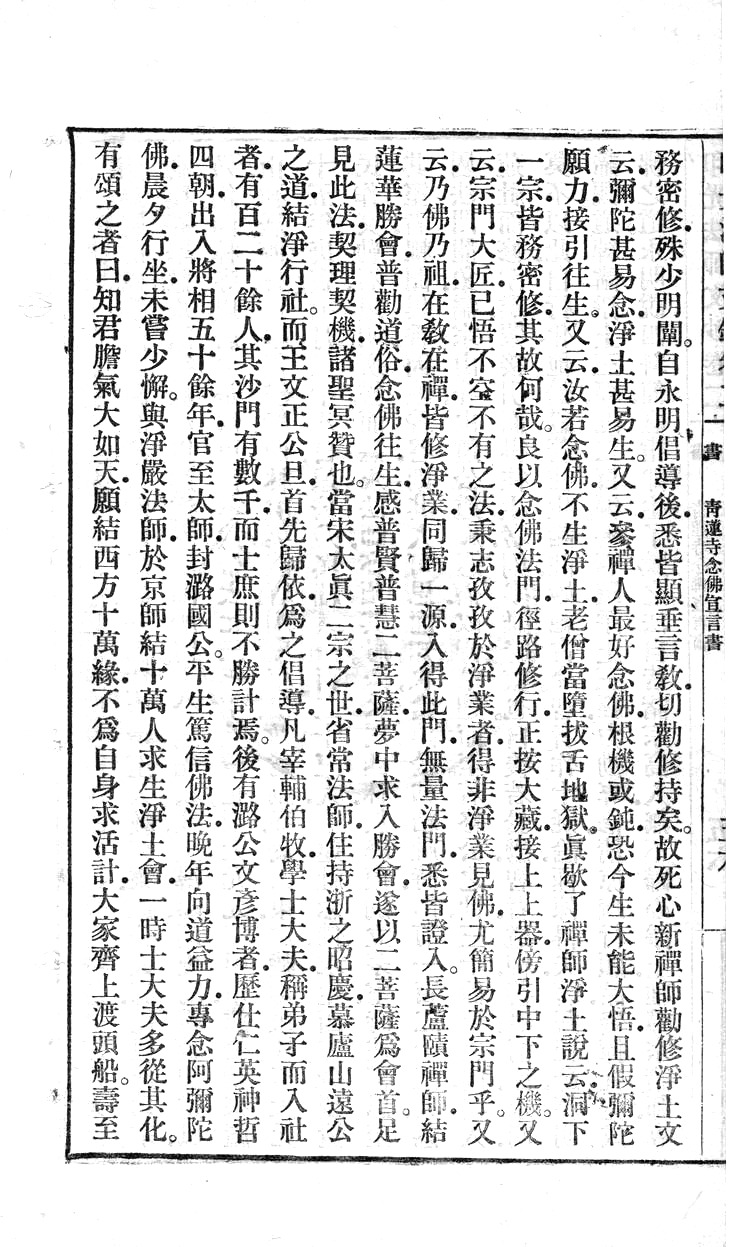 書　青蓮寺念佛宣言書
務密修。殊少明闡。自永明倡導後。悉皆顯垂言敎。切勸修持矣。故死心新禪師勸修淨土文
云。彌陀甚易念。淨土甚易生。又云。參禪人最好念佛。根機或鈍。恐今生未能大悟。且假彌陀
願力。接引往生。又云。汝若念佛。不生淨土。老僧當墮拔舌地獄。眞歇了禪師淨土說云。洞下
一宗。皆務密修。其故何哉。良以念佛法門。徑路修行。正按大藏。接上上器。傍引中下之機。又
云。宗門大匠。已悟不空不有之法。秉志孜孜於淨業者。得非淨業見佛。尤簡易於宗門乎。又
云。乃佛乃祖。在敎在禪。皆修淨業。同歸一源。入得此門。無量法門。悉皆證入。長蘆賾禪師。結
蓮華勝會。普勸道俗。念佛往生。感普賢普慧二菩薩。夢中求入勝會。遂以二菩薩爲會首。足
見此法。契理契機。諸聖冥贊也。當宋太眞二宗之世。省常法師。住持浙之昭慶。慕廬山遠公
之道。結淨行社。而王文正公旦。首先歸依。爲之倡導。凡宰輔伯牧。學士大夫。稱弟子而入社
者。有百二十餘人。其沙門有數千。而士庶則不勝計焉。後有潞公文彥博者。歷仕仁英神哲
四朝。出入將相五十餘年。官至太師。封潞國公。平生篤信佛法。晚年向道益力。專念阿彌陀
佛。晨夕行坐。未嘗少懈。與淨嚴法師。於京師結十萬人求生淨土會。一時士大夫多從其化。
有頌之者曰。知君膽氣大如天。願結西方十萬緣。不爲自身求活計。大家齊上渡頭船。壽至